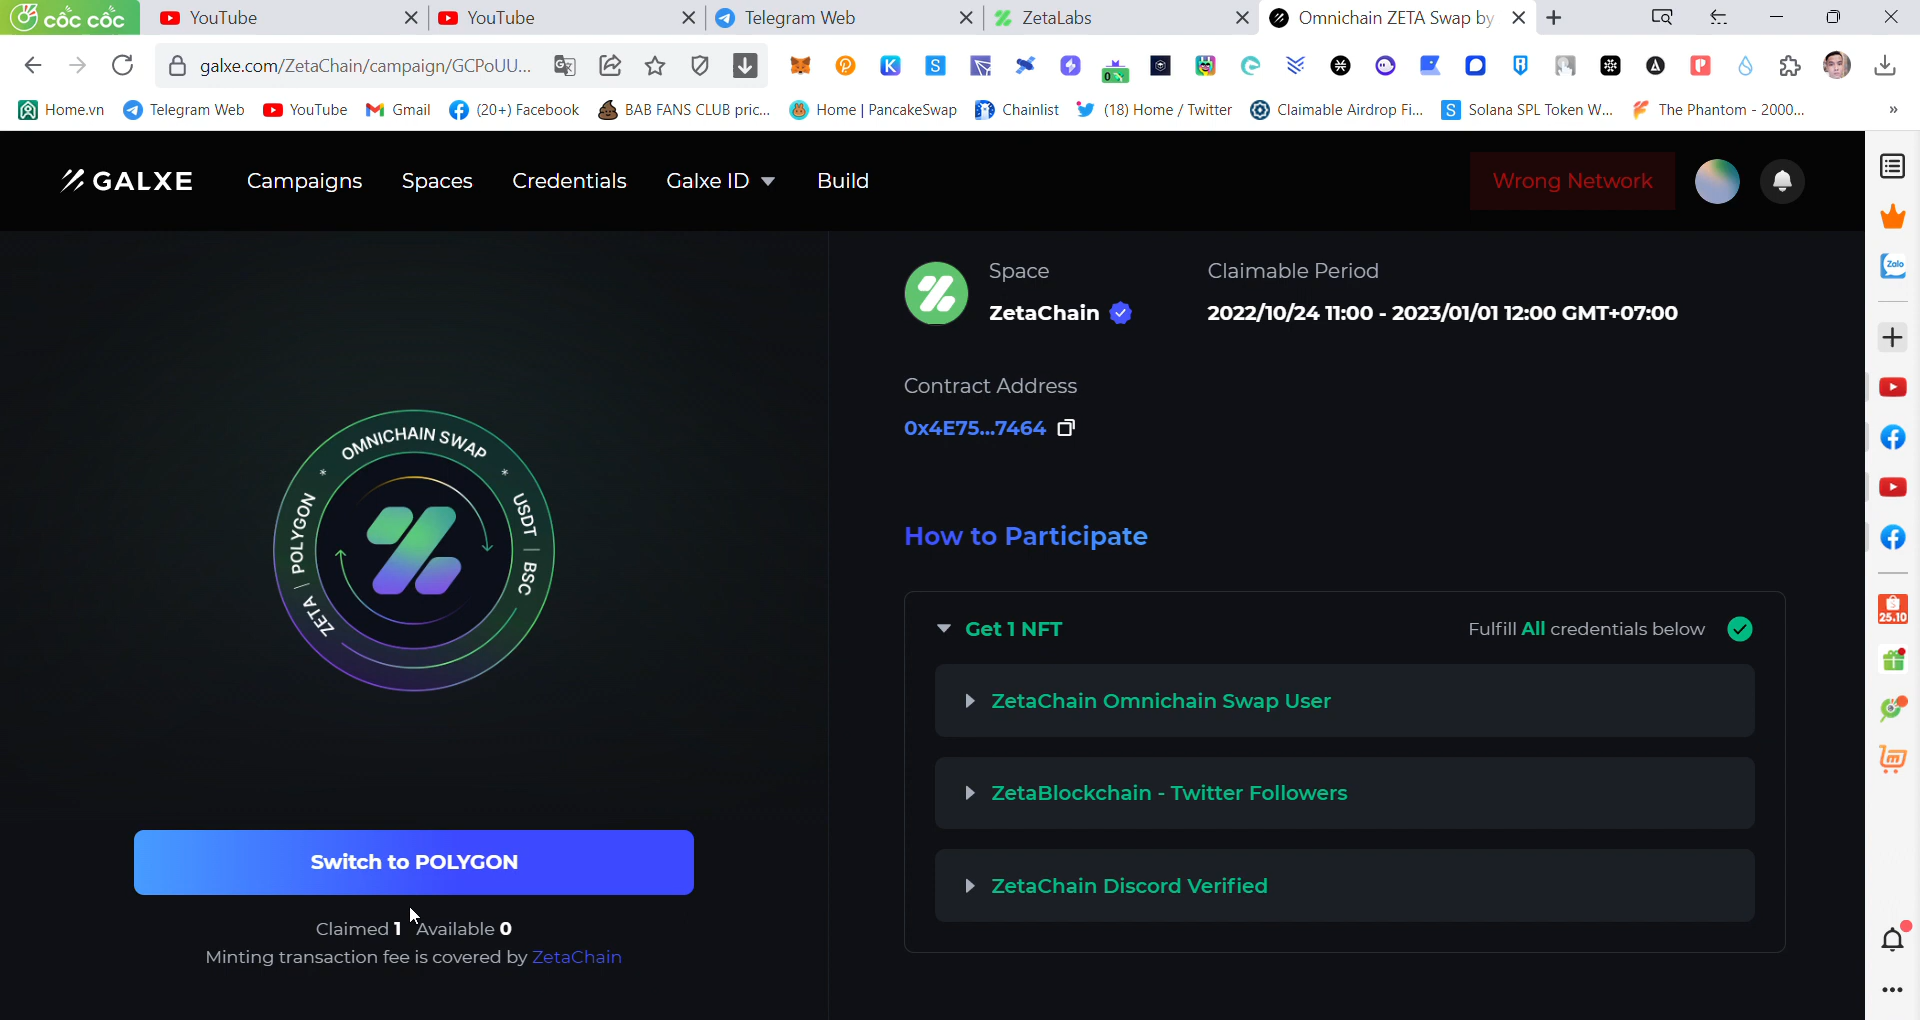 cốc cốc
YouTube
YouTube
Telegram Web
ZetaLabs
Omnichain ZETA Swap by
galxe.com/ZetaChain/campaign/GCPoUU...
Home.vn
Telegram Web
YouTube
Gmail
(20+) Facebook
BAB FANS CLUB pric...
Home | PancakeSwap
Chainlist
(18) Home / Twitter
Claimable Airdrop Fi...
Solana SPL Token W...
The Phantom - 2000...
»
GALXE
Campaigns
Spaces
Credentials
Galxe ID
Build
Wrong Network
Zalo
Space
ZetaChain
Claimable Period
2022/10/24 11:00 - 2023/01/01 12:00 GMT+07:00
Contract Address
0x4E75...7464
OMNICHAIN SWAP * USDT | BSC
ZETA | POLYGON *
How to Participate
Get 1 NFT
Fulfill All credentials below
ZetaChain Omnichain Swap User
ZetaBlockchain - Twitter Followers
ZetaChain Discord Verified
25.10
Switch to POLYGON
Claimed 1 Available 0
Minting transaction fee is covered by ZetaChain